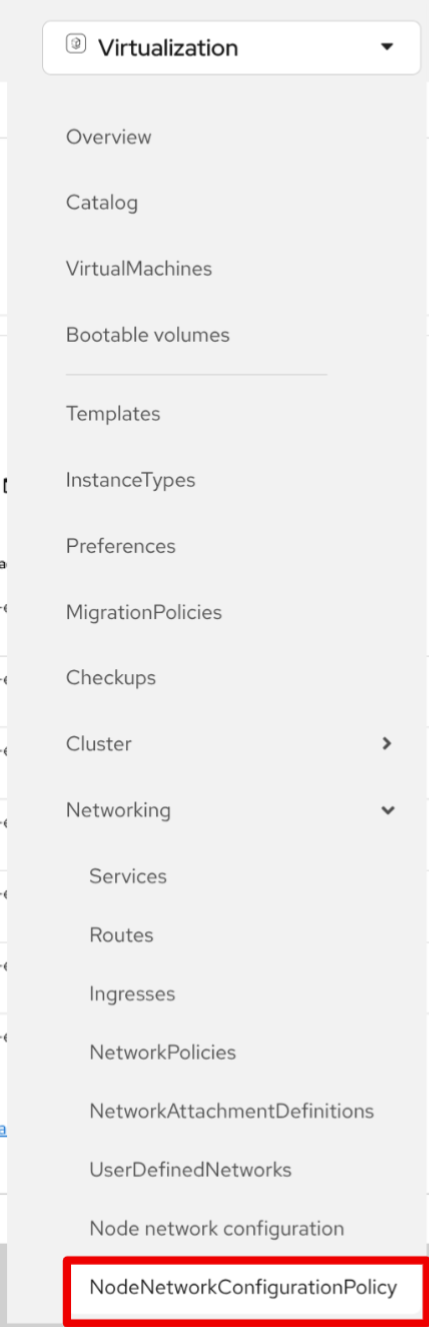 Virtualization
Overview
Catalog
VirtualMachines
Bootable volumes
Templates
InstanceTypes
Preferences
MigrationPolicies
Checkups
Cluster
Networking
Services
Routes
Ingresses
NetworkPolicies
NetworkAttachmentDefinitions
UserDefinedNetworks
Node network configuration
NodeNetworkConfigurationPolicy